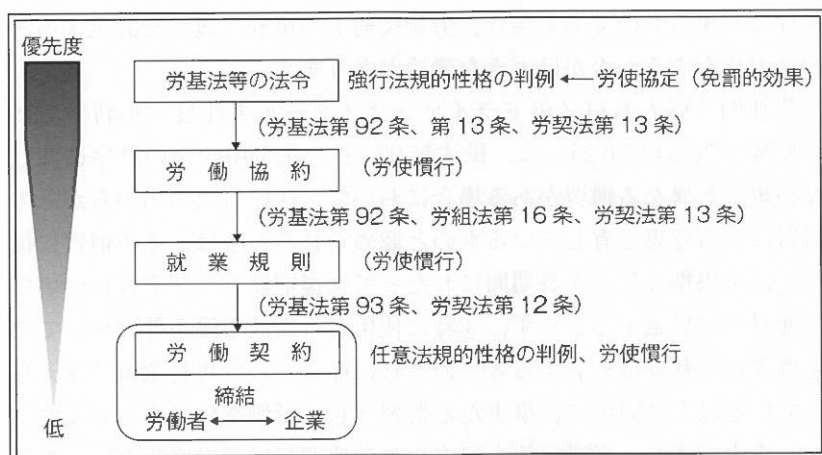 優先度
労基法等の法令 強行法規的性格の判例 ← 労使協定（免罰的効果）
（労基法第92条、第13条、労契法第13条）
労働協約 （労使慣行）
（労基法第92条、労組法第16条、労契法第13条）
就業規則 （労使慣行）
（労基法第93条、労契法第12条）
労働契約 任意法規的性格の判例、労使慣行
締結
労働者 ⟷ 企業
低